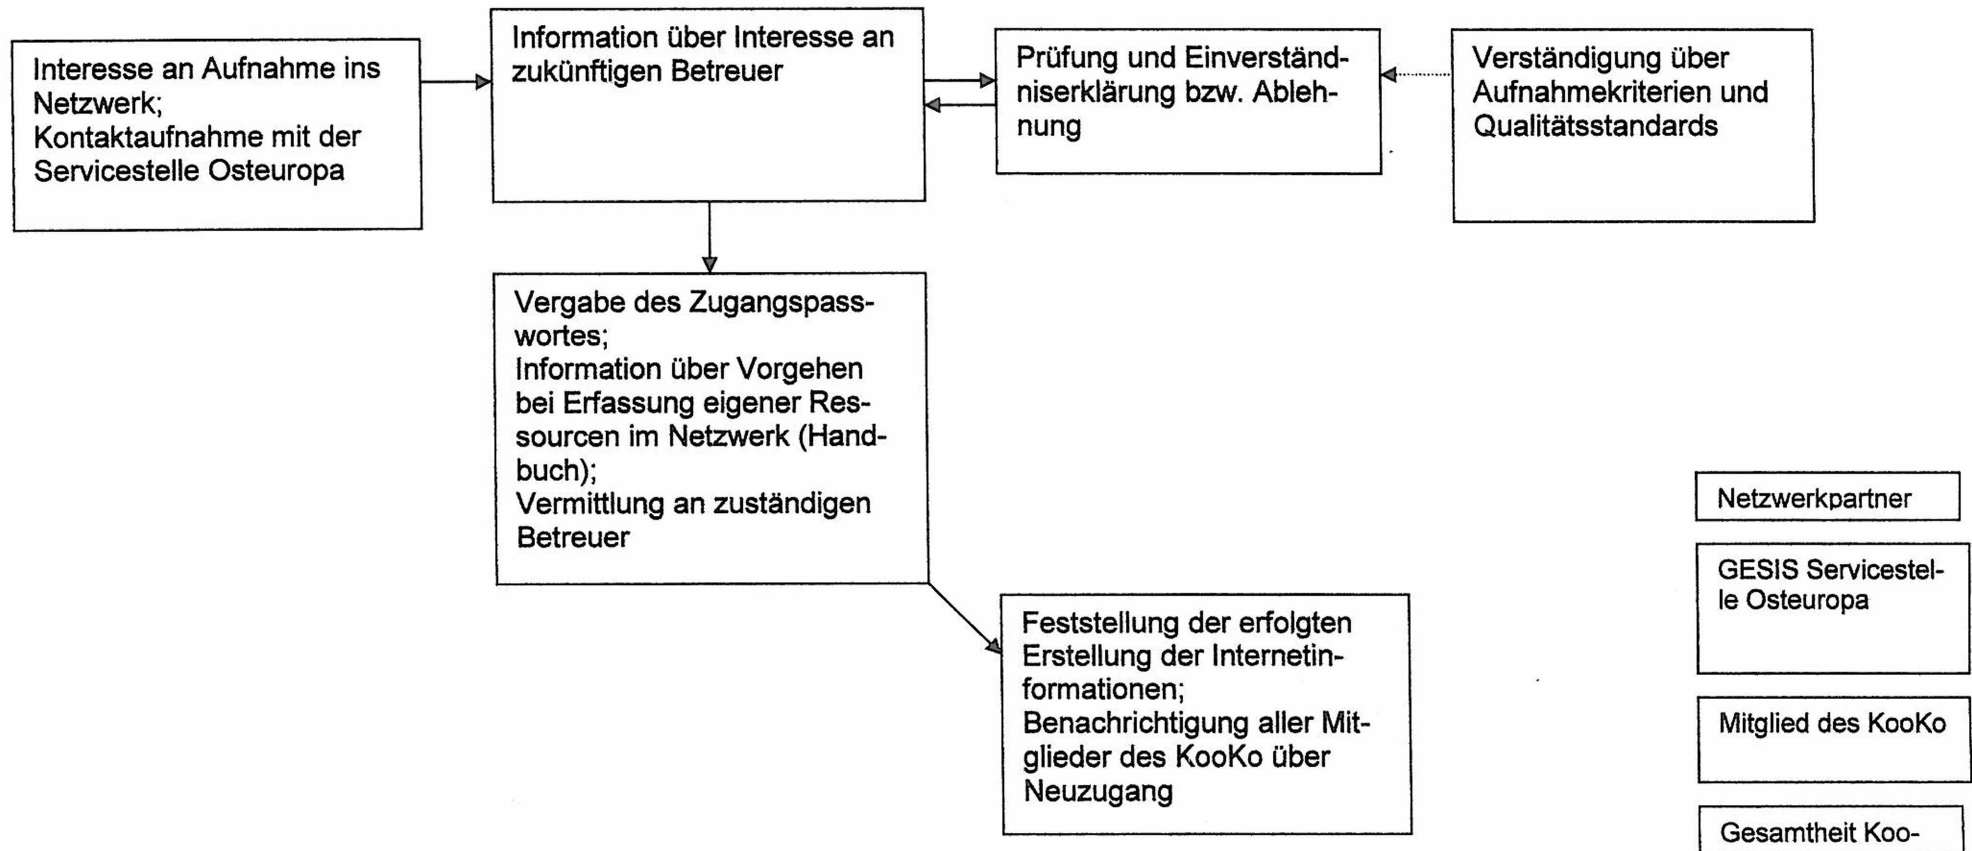 Interesse an Aufnahme ins
Netzwerk;
Kontaktaufnahme mit der
Servicestelle Osteuropa
Information über Interesse an
zukünftigen Betreuer
Prüfung und Einverständ-
niserklärung bzw. Ableh-
nung
Verständigung über
Aufnahmekriterien und
Qualitätsstandards
Vergabe des Zugangspass-
wortes;
Information über Vorgehen
bei Erfassung eigener Res-
sourcen im Netzwerk (Hand-
buch);
Vermittlung an zuständigen
Betreuer
Feststellung der erfolgten
Erstellung der Internetin-
formationen;
Benachrichtigung aller Mit-
glieder des KooKo über
Neuzugang
Netzwerkpartner
GESIS Servicestel-
le Osteuropa
Mitglied des KooKo
Gesamtheit Koo-